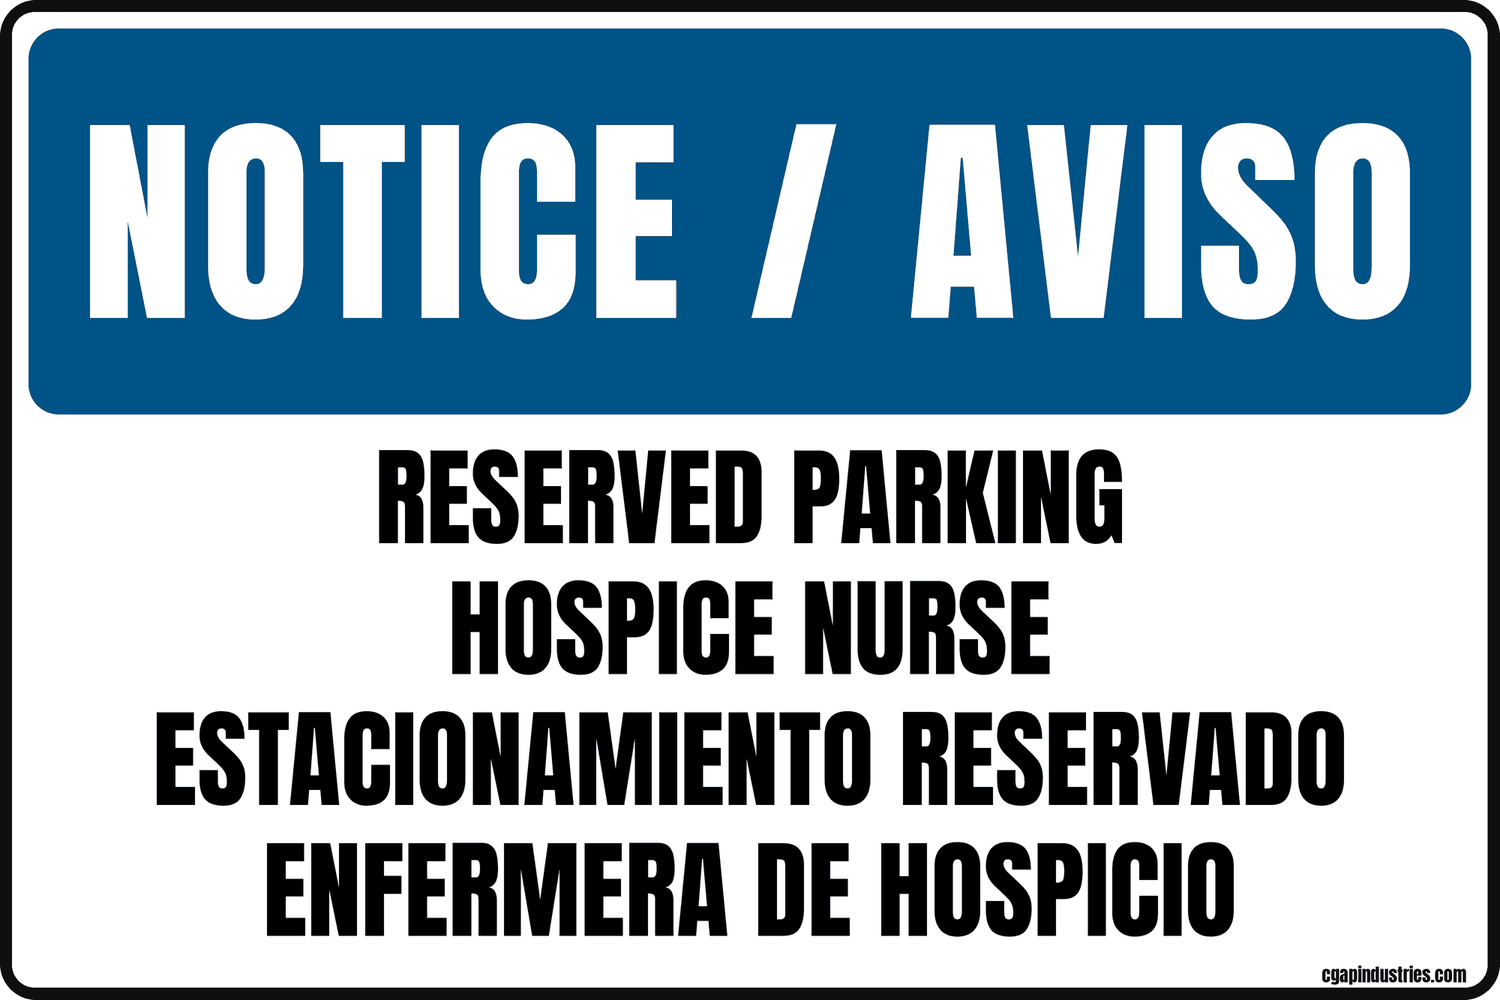 NOTICE / AVISO
RESERVED PARKING
HOSPICE NURSE
ESTACIONAMIENTO RESERVADO
ENFERMERA DE HOSPICIO
cgapindustries.com